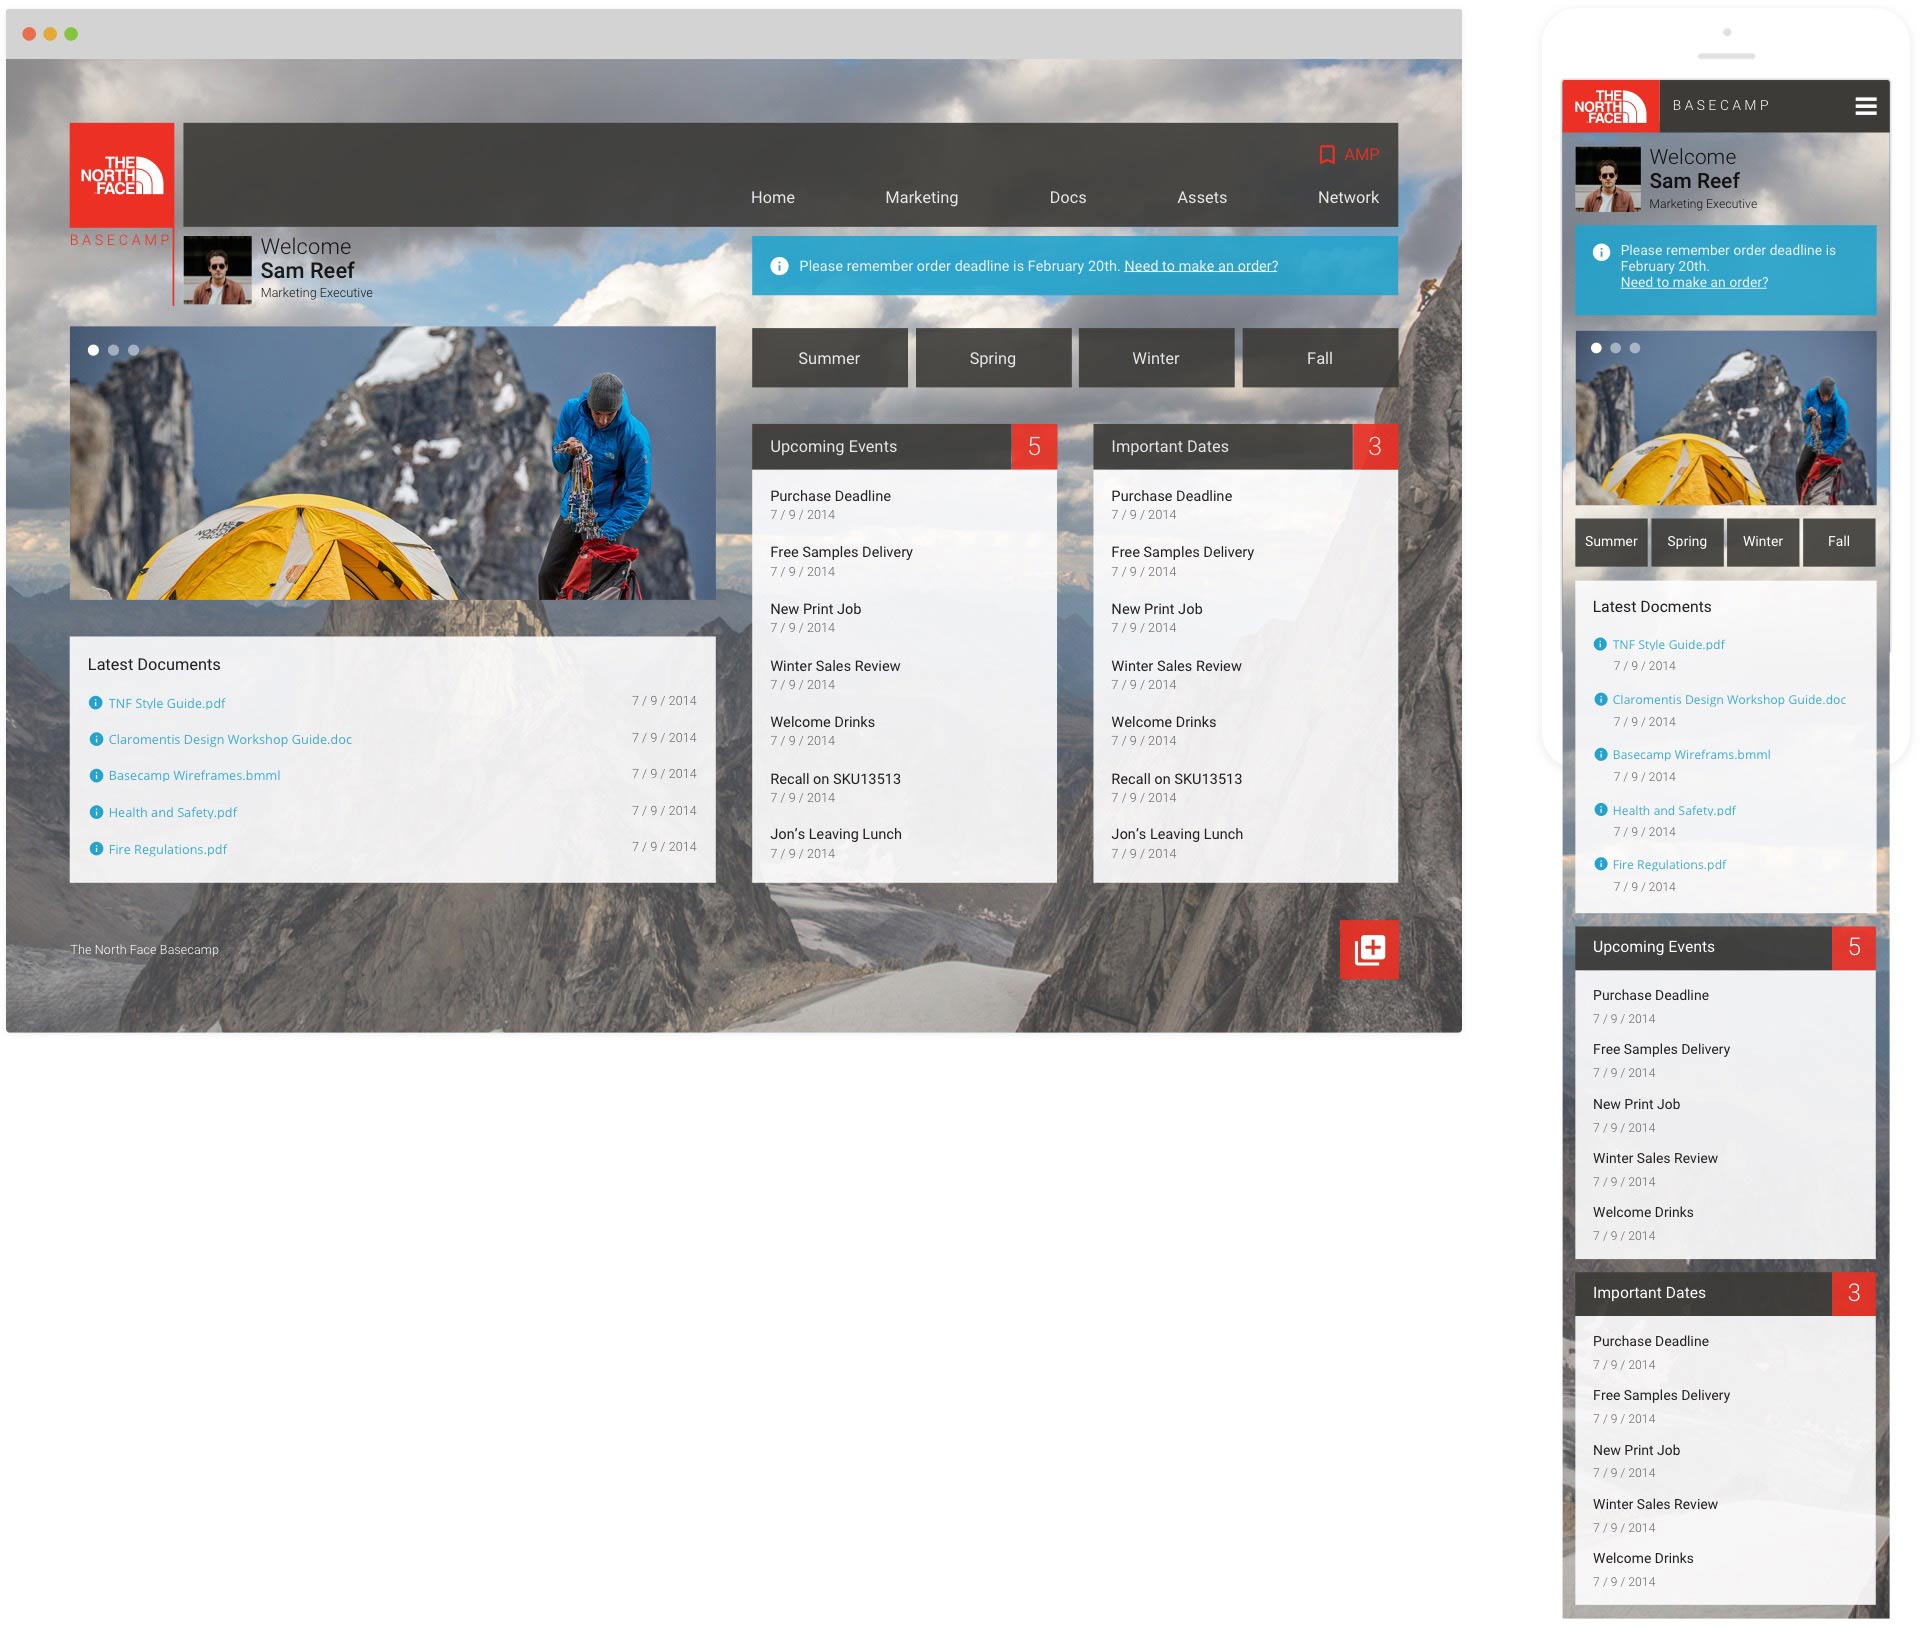 THE
NORTH
FACE
BASECAMP
AMP
Home Marketing Docs Assets Network
Welcome
Sam Reef
Marketing Executive
Please remember order deadline is February 20th. Need to make an order?
Summer Spring Winter Fall
THE
NORTH
FACE
Latest Documents
TNF Style Guide.pdf 7 / 9 / 2014
Claromentis Design Workshop Guide.doc 7 / 9 / 2014
Basecamp Wireframes.bmml 7 / 9 / 2014
Health and Safety.pdf 7 / 9 / 2014
Fire Regulations.pdf 7 / 9 / 2014
Upcoming Events 5
Purchase Deadline
7 / 9 / 2014
Free Samples Delivery
7 / 9 / 2014
New Print Job
7 / 9 / 2014
Winter Sales Review
7 / 9 / 2014
Welcome Drinks
7 / 9 / 2014
Recall on SKU13513
7 / 9 / 2014
Jon’s Leaving Lunch
7 / 9 / 2014
Important Dates 3
Purchase Deadline
7 / 9 / 2014
Free Samples Delivery
7 / 9 / 2014
New Print Job
7 / 9 / 2014
Winter Sales Review
7 / 9 / 2014
Welcome Drinks
7 / 9 / 2014
Recall on SKU13513
7 / 9 / 2014
Jon’s Leaving Lunch
7 / 9 / 2014
The North Face Basecamp
THE
NORTH
FACE
BASECAMP
Welcome
Sam Reef
Marketing Executive
Please remember order deadline is
February 20th.
Need to make an order?
Summer Spring Winter Fall
Latest Docments
TNF Style Guide.pdf
7 / 9 / 2014
Claromentis Design Workshop Guide.doc
7 / 9 / 2014
Basecamp Wireframs.bmml
7 / 9 / 2014
Health and Safety.pdf
7 / 9 / 2014
Fire Regulations.pdf
7 / 9 / 2014
Upcoming Events 5
Purchase Deadline
7 / 9 / 2014
Free Samples Delivery
7 / 9 / 2014
New Print Job
7 / 9 / 2014
Winter Sales Review
7 / 9 / 2014
Welcome Drinks
7 / 9 / 2014
Important Dates 3
Purchase Deadline
7 / 9 / 2014
Free Samples Delivery
7 / 9 / 2014
New Print Job
7 / 9 / 2014
Winter Sales Review
7 / 9 / 2014
Welcome Drinks
7 / 9 / 2014